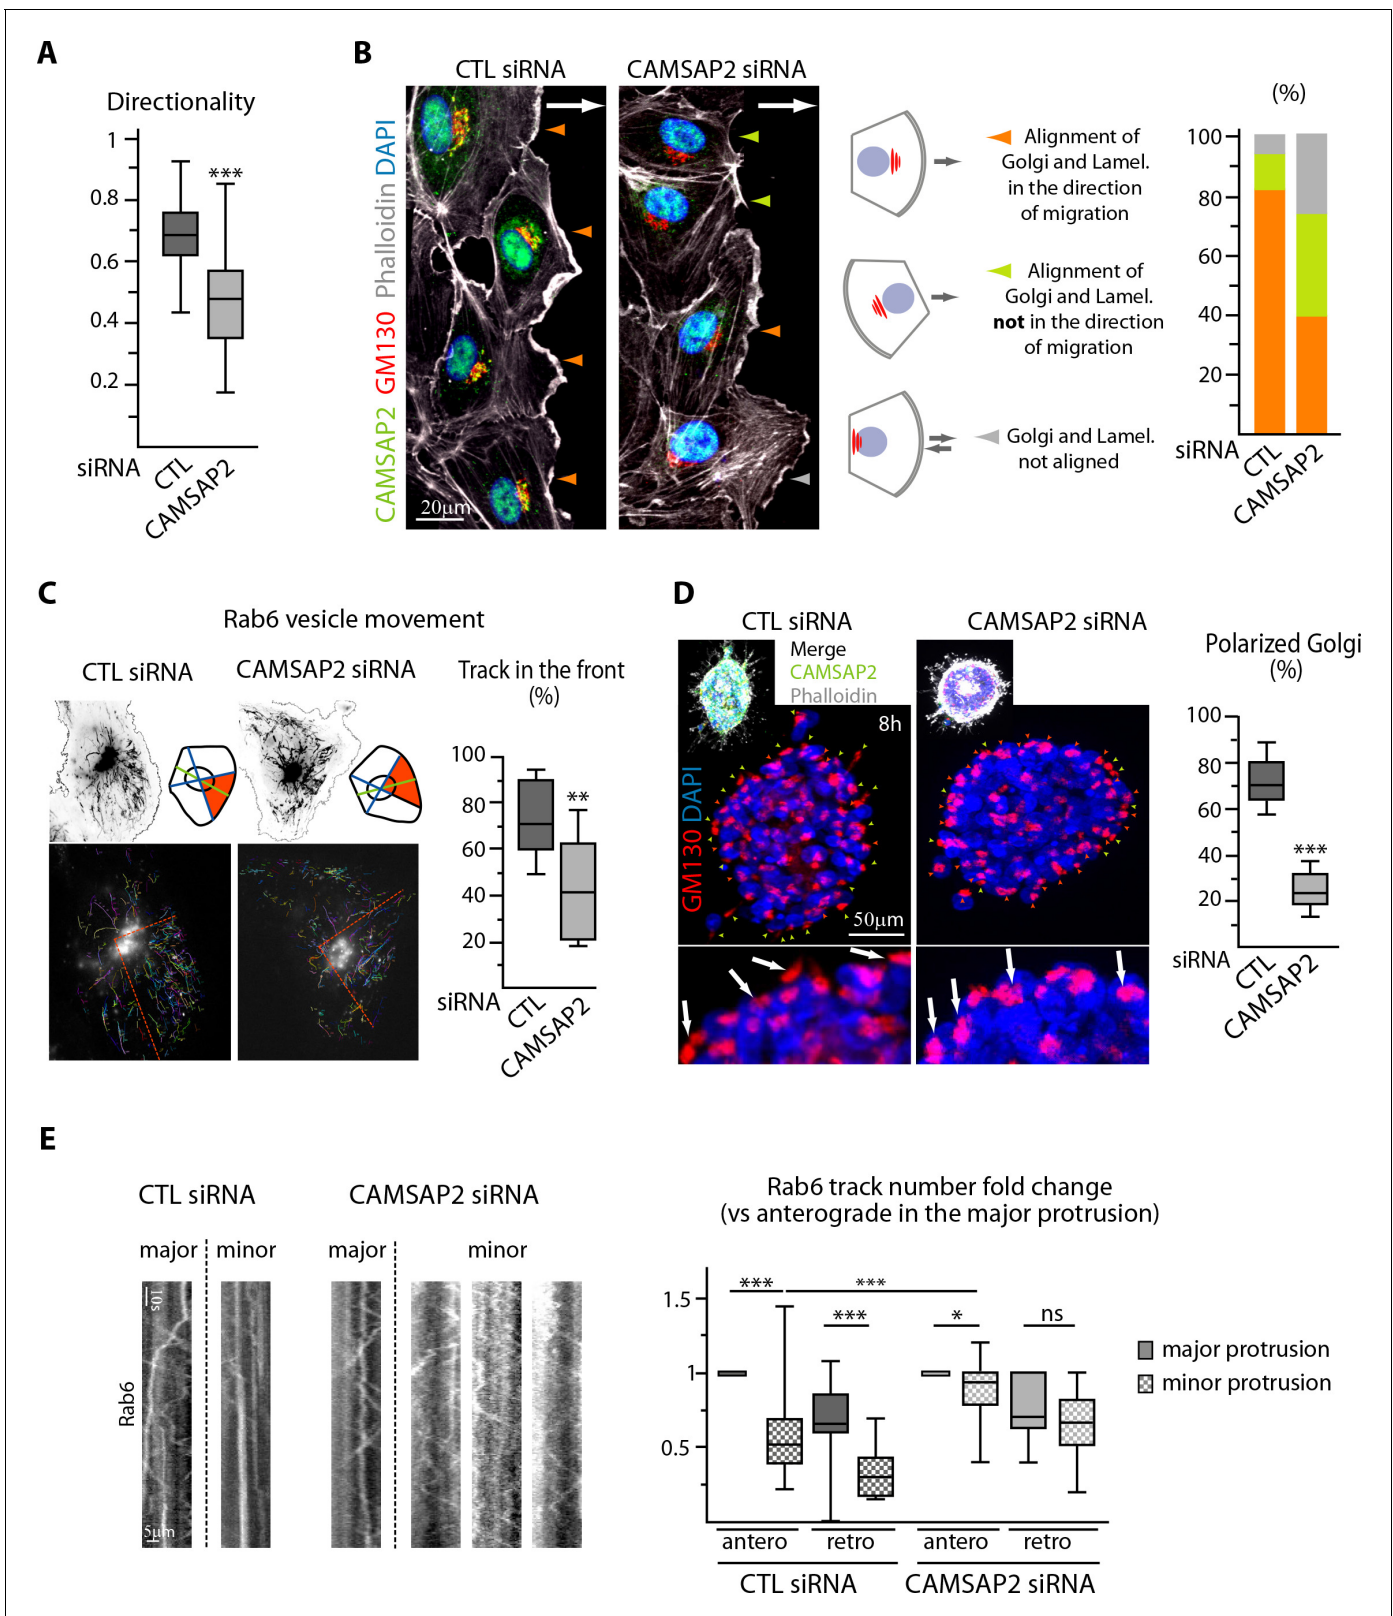 A
Directionality
1
0.8
0.6
0.4
0.2
***
siRNA
CTL
CAMSAP2
B
CTL siRNA
CAMSAP2 siRNA
CAMSAP2 GM130 Phalloidin DAPI
20μm
Alignment of
Golgi and Lamel.
in the direction
of migration
Alignment of
Golgi and Lamel.
not in the direction
of migration
Golgi and Lamel.
not aligned
(%)
100
80
60
40
20
siRNA
CTL
CAMSAP2
C
Rab6 vesicle movement
CTL siRNA
CAMSAP2 siRNA
Track in the front
(%)
100
80
60
40
20
**
siRNA
CTL
CAMSAP2
D
CTL siRNA
CAMSAP2 siRNA
Merge
CAMSAP2
Phalloidin
8h
GM130 DAPI
50μm
Polarized Golgi
(%)
100
80
60
40
20
***
siRNA
CTL
CAMSAP2
E
CTL siRNA
CAMSAP2 siRNA
major
minor
major
minor
10s
Rab6
5μm
Rab6 track number fold change
(vs anterograde in the major protrusion)
1.5
1
0.5
***
***
***
*
ns
major protrusion
minor protrusion
antero
retro
antero
retro
CTL siRNA
CAMSAP2 siRNA